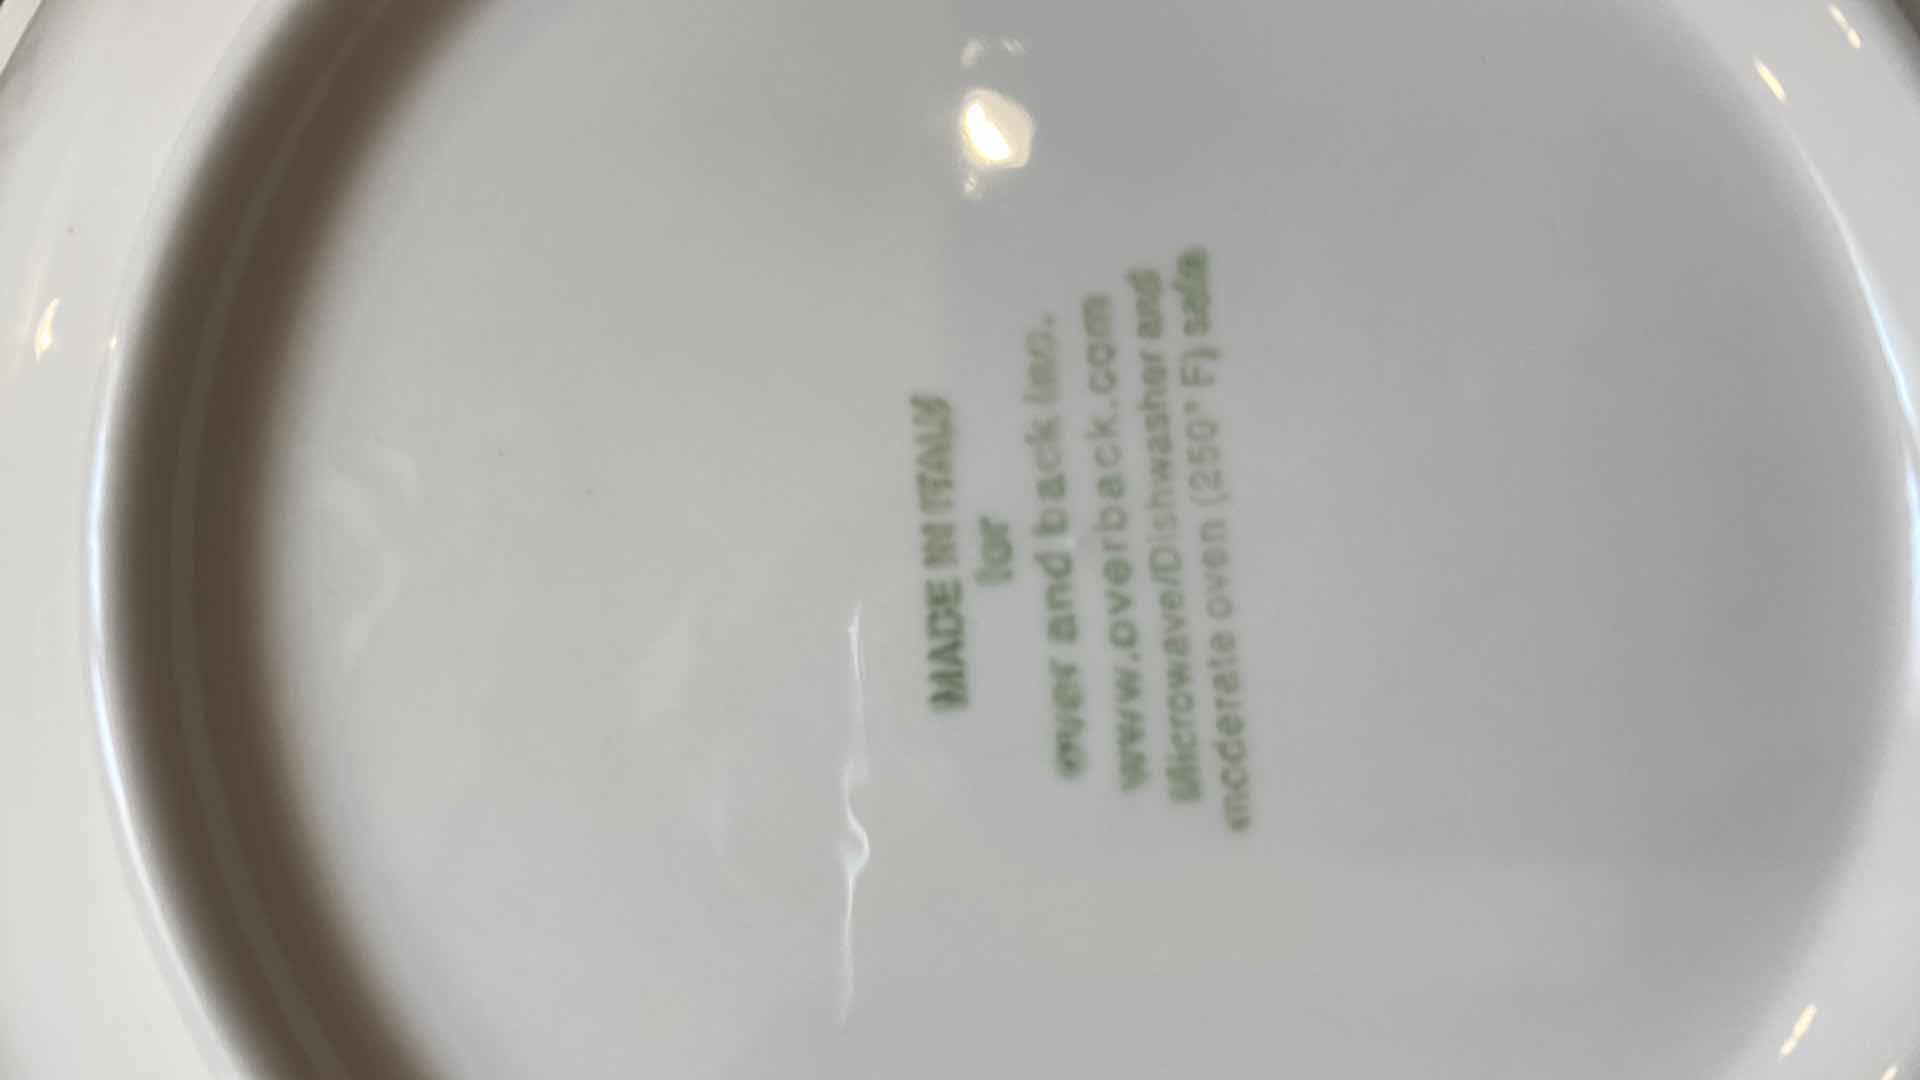 MADE IN ITALY
for
over and back inc.
www.overback.com
Microwave/Dishwasher and
moderate oven (250° F) safe